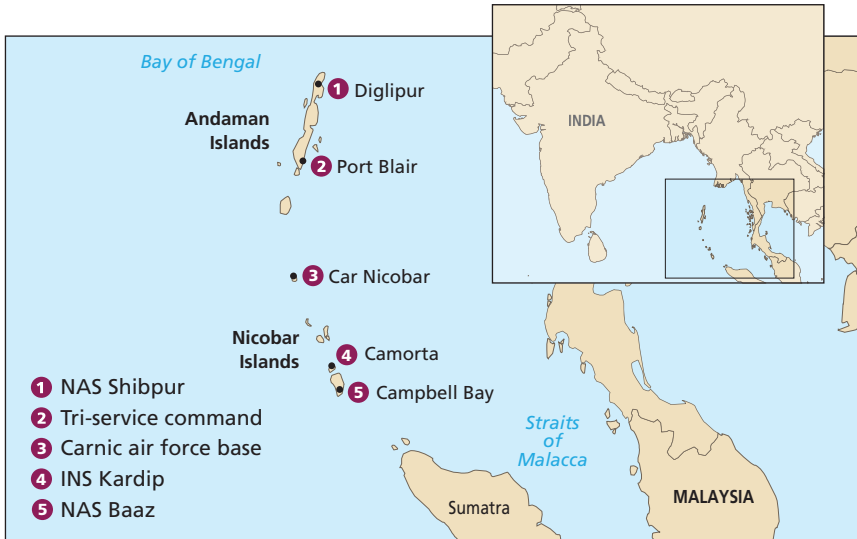 Bay of Bengal
1 Diglipur
Andaman
Islands
2 Port Blair
INDIA
3 Car Nicobar
Nicobar
Islands
4 Camorta
5 Campbell Bay
1 NAS Shibpur
2 Tri-service command
3 Carnic air force base
4 INS Kardip
5 NAS Baaz
Straits
of
Malacca
Sumatra
MALAYSIA